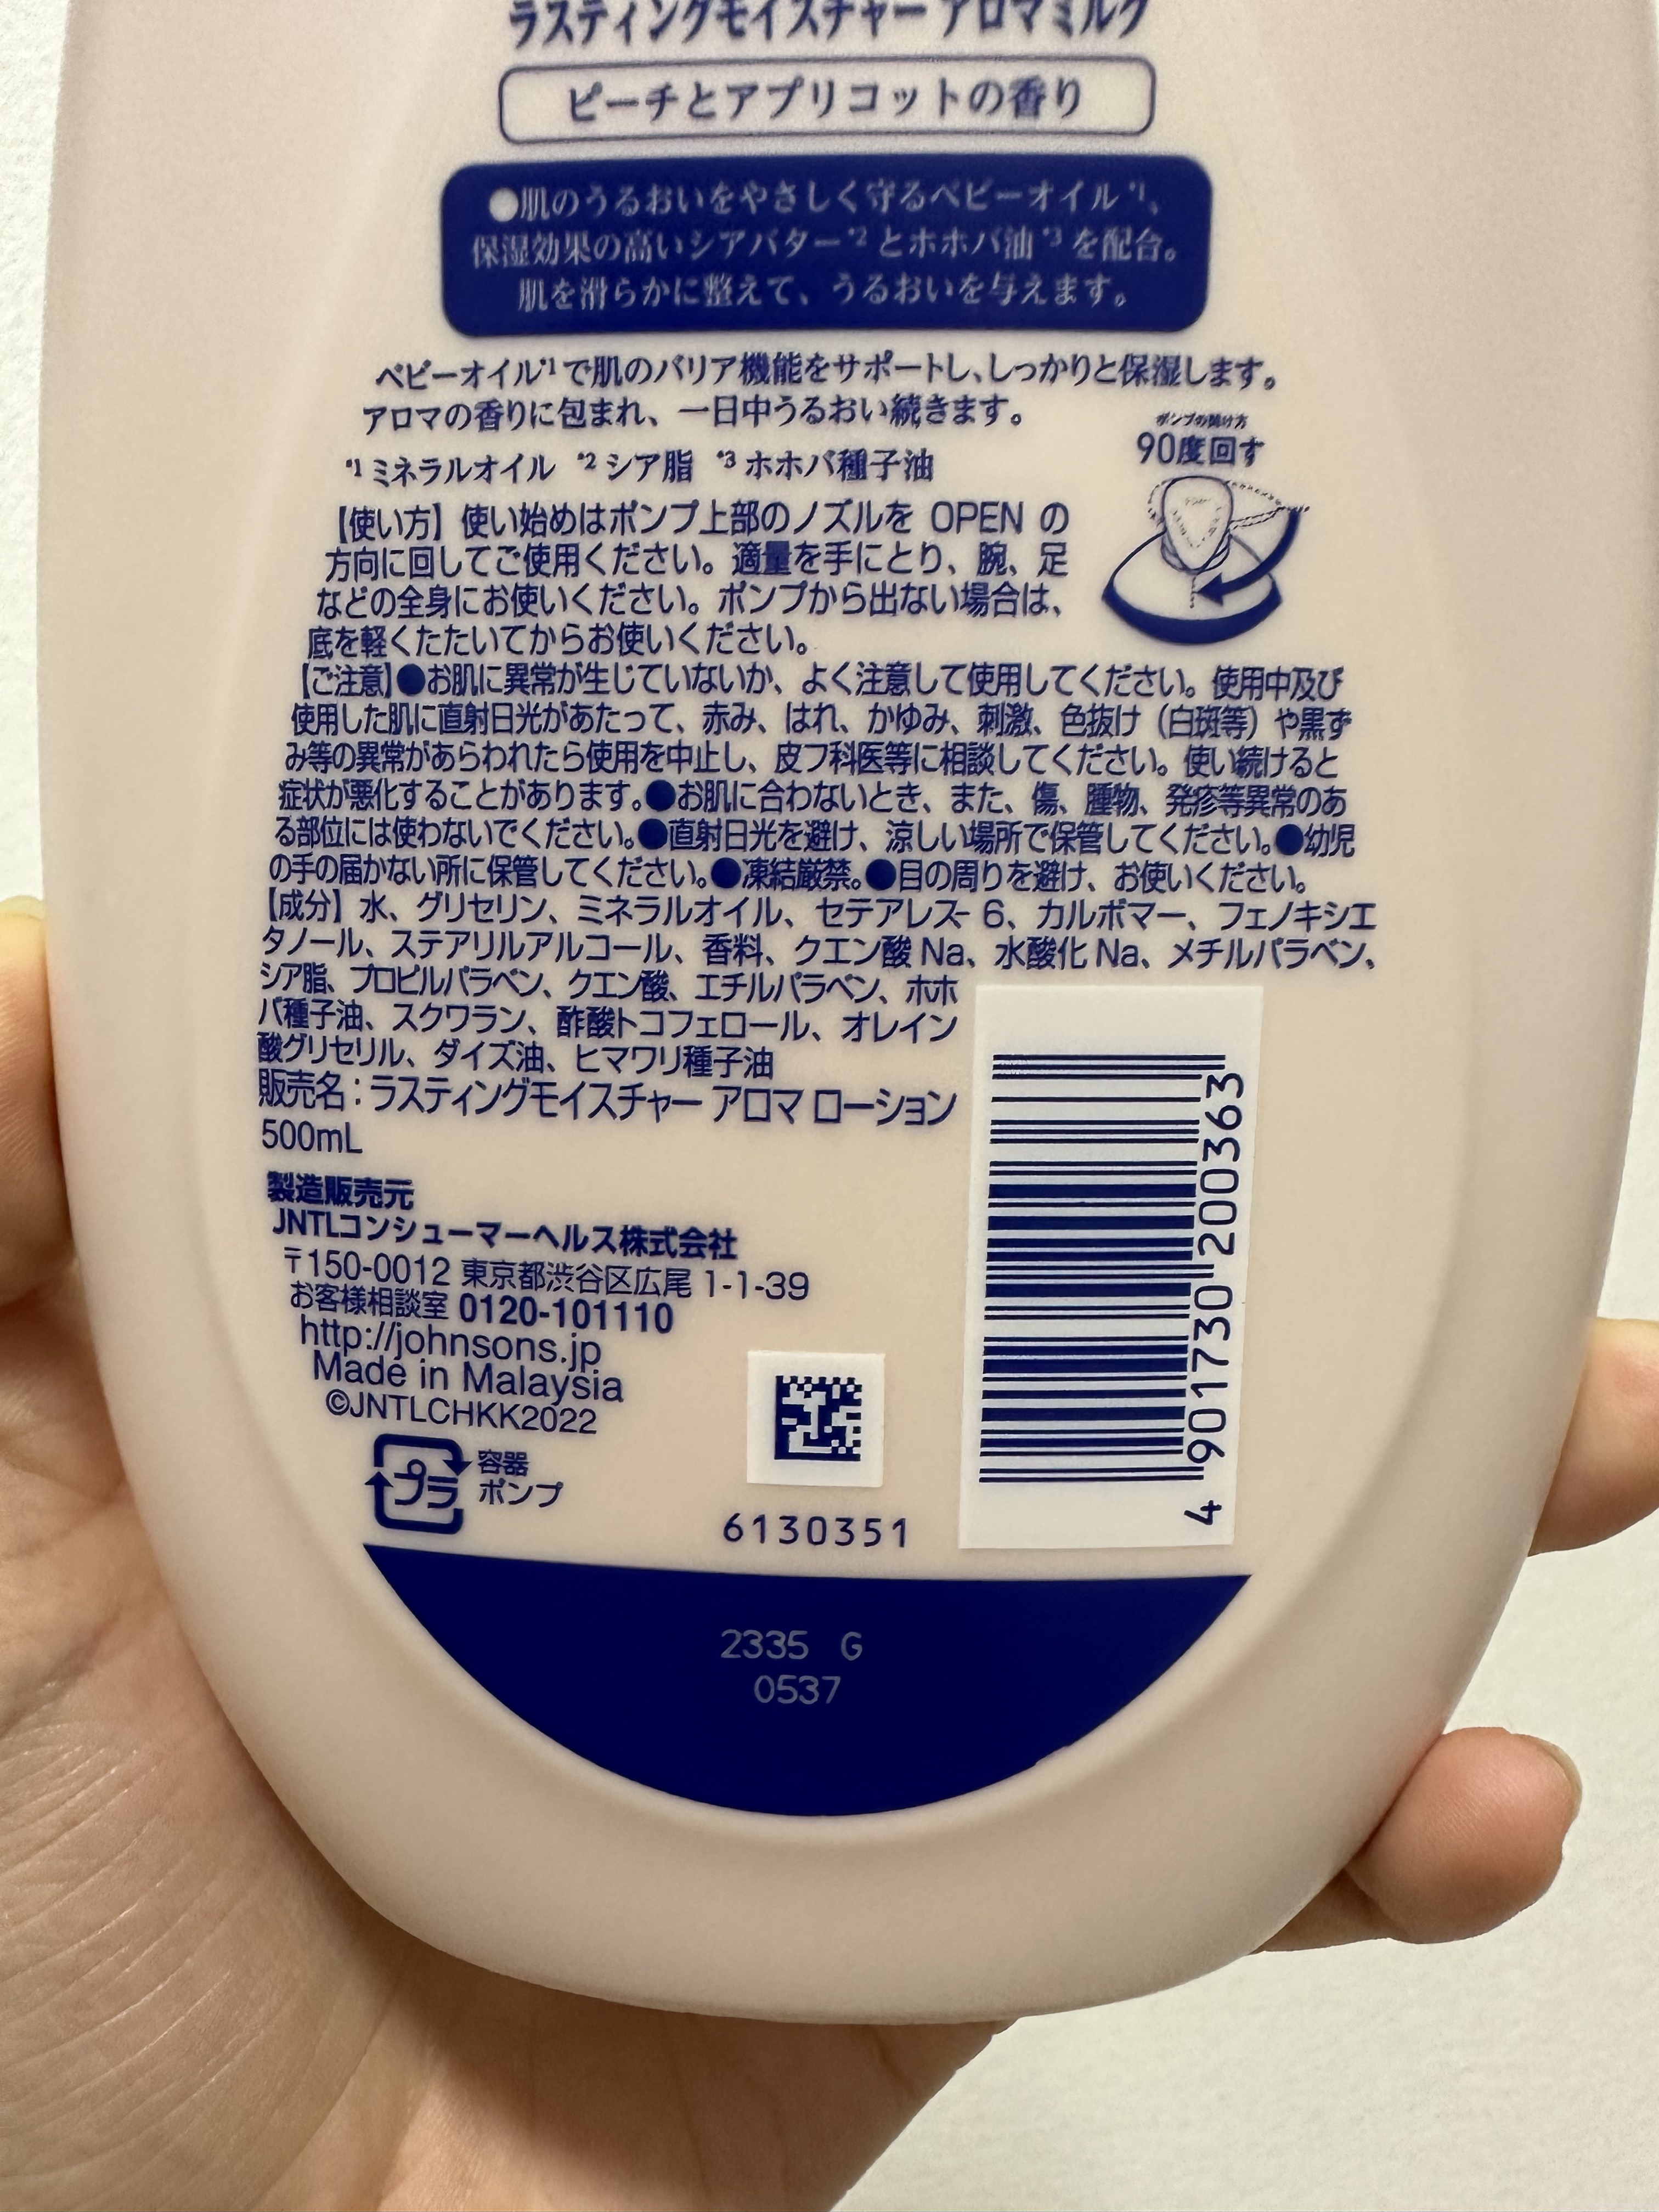 ラスティングモイスチャー アロマミルク
ピーチとアプリコットの香り
●肌のうるおいをやさしく守るベビーオイル*1、
保湿効果の高いシアバター*2とホホバ油*3を配合。
肌を滑らかに整えて、うるおいを与えます。
ベビーオイル*1で肌のバリア機能をサポートし、しっかりと保湿します。
アロマの香りに包まれ、一日中うるおい続きます。
*1ミネラルオイル *2シア脂 *3ホホバ種子油
ポンプの開け方
90度回す
【使い方】使い始めはポンプ上部のノズルを OPEN の
方向に回してご使用ください。適量を手にとり、腕、足
などの全身にお使いください。ポンプから出ない場合は、
底を軽くたたいてからお使いください。
【ご注意】●お肌に異常が生じていないか、よく注意して使用してください。使用中及び
使用した肌に直射日光があたって、赤み、はれ、かゆみ、刺激、色抜け（白斑等）や黒ず
み等の異常があらわれたら使用を中止し、皮フ科医等に相談してください。使い続けると
症状が悪化することがあります。●お肌に合わないとき、また、傷、腫物、発疹等異常のあ
る部位には使わないでください。●直射日光を避け、涼しい場所で保管してください。●幼児
の手の届かない所に保管してください。●凍結厳禁。●目の周りを避け、お使いください。
【成分】水、グリセリン、ミネラルオイル、セテアレス- 6、カルボマー、フェノキシエ
タノール、ステアリルアルコール、香料、クエン酸 Na、水酸化 Na、メチルパラベン、
シア脂、プロピルパラベン、クエン酸、エチルパラベン、ホホ
バ種子油、スクワラン、酢酸トコフェロール、オレイン
酸グリセリル、ダイズ油、ヒマワリ種子油
販売名：ラスティングモイスチャー アロマ ローション
500mL
製造販売元
JNTLコンシューマーヘルス株式会社
〒150-0012 東京都渋谷区広尾 1-1-39
お客様相談室 0120-101110
http://johnsons.jp
Made in Malaysia
©JNTLCHKK2022
プラ
容器
ポンプ
6130351
4 901730 200363
2335 G
0537